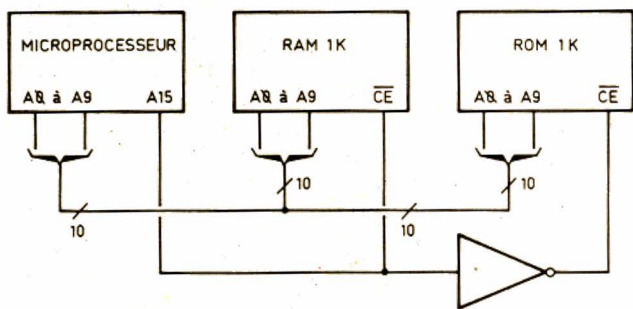 MICROPROCESSEUR
A0 à A9 A15
RAM 1K
A0 à A9 CE
ROM 1K
A0 à A9 CE
10
10
10
10